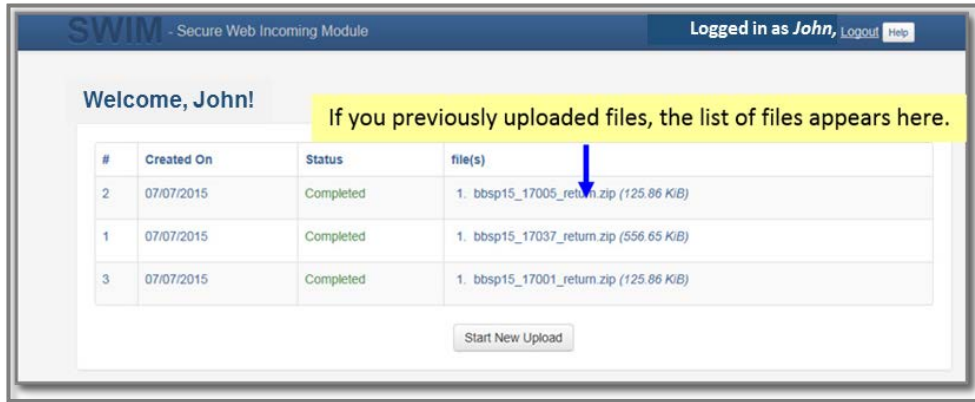 SWIM - Secure Web Incoming Module
Logged in as John, Logout Help
Welcome, John!
If you previously uploaded files, the list of files appears here.
# Created On Status file(s)
2 07/07/2015 Completed 1. bbsp15_17005_return.zip (125.86 KiB)
1 07/07/2015 Completed 1. bbsp15_17037_return.zip (556.65 KiB)
3 07/07/2015 Completed 1. bbsp15_17001_return.zip (125.86 KiB)
Start New Upload